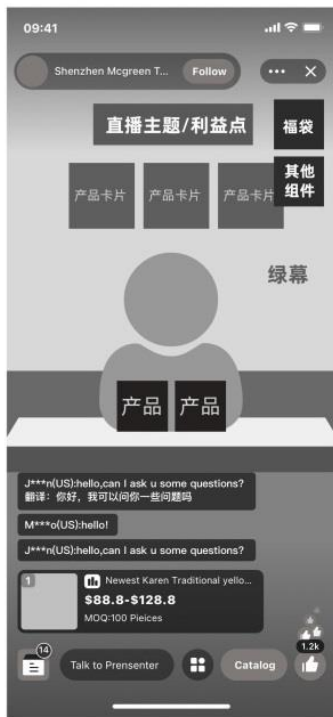 09:41
Shenzhen Mcgreen T...
Follow
直播主题/利益点
福袋
其他
组件
产品卡片
产品卡片
产品卡片
绿幕
产品
产品
J***n(US):hello,can I ask u some questions?
翻译：你好，我可以问你一些问题吗
M***o(US):hello!
J***n(US):hello,can I ask u some questions?
1
Newest Karen Traditional yello...
$88.8-$128.8
MOQ:100 Pieices
14
Talk to Prensenter
Catalog
1.2k